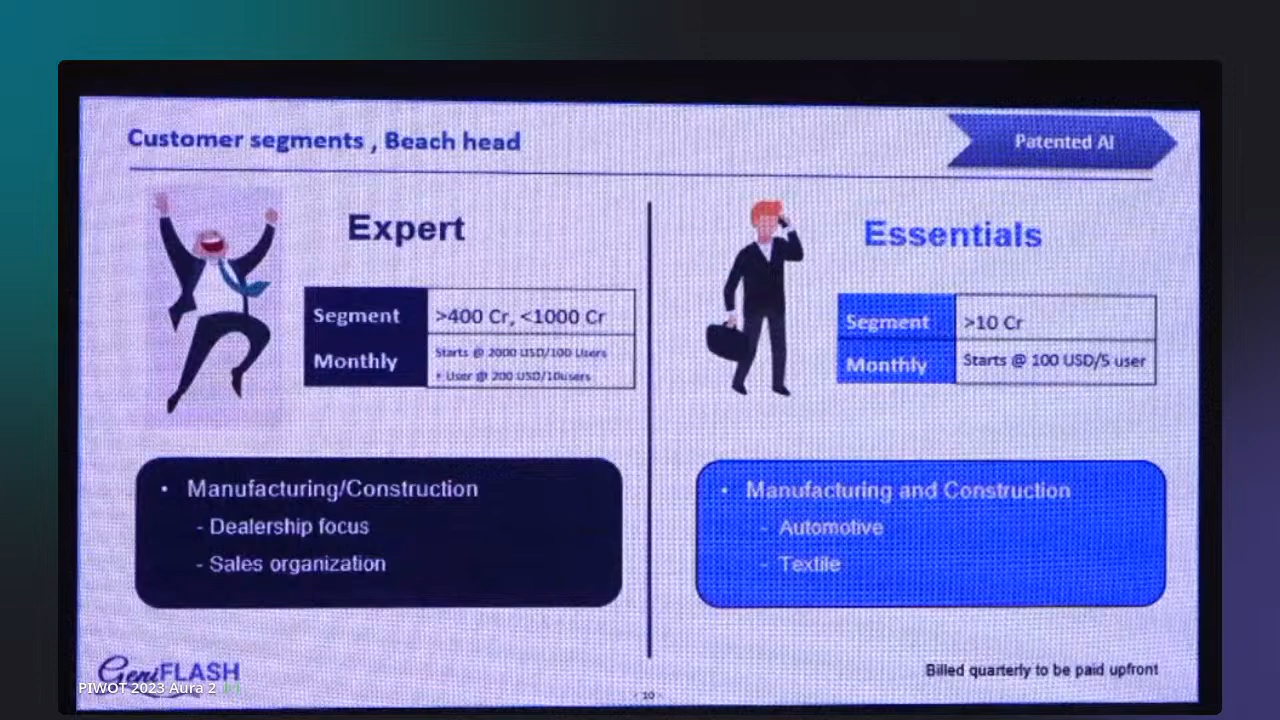 Customer segments , Beach head
Patented AI
Expert
Segment
>400 Cr, <1000 Cr
Monthly
Starts @ 2000 USD/100 Users
+ User @ 200 USD/10users
• Manufacturing/Construction
- Dealership focus
- Sales organization
Essentials
Segment
>10 Cr
Monthly
Starts @ 100 USD/5 user
• Manufacturing and Construction
- Automotive
- Textile
GeniFLASH
PIWOT 2023 Aura 2
- 10 -
Billed quarterly to be paid upfront